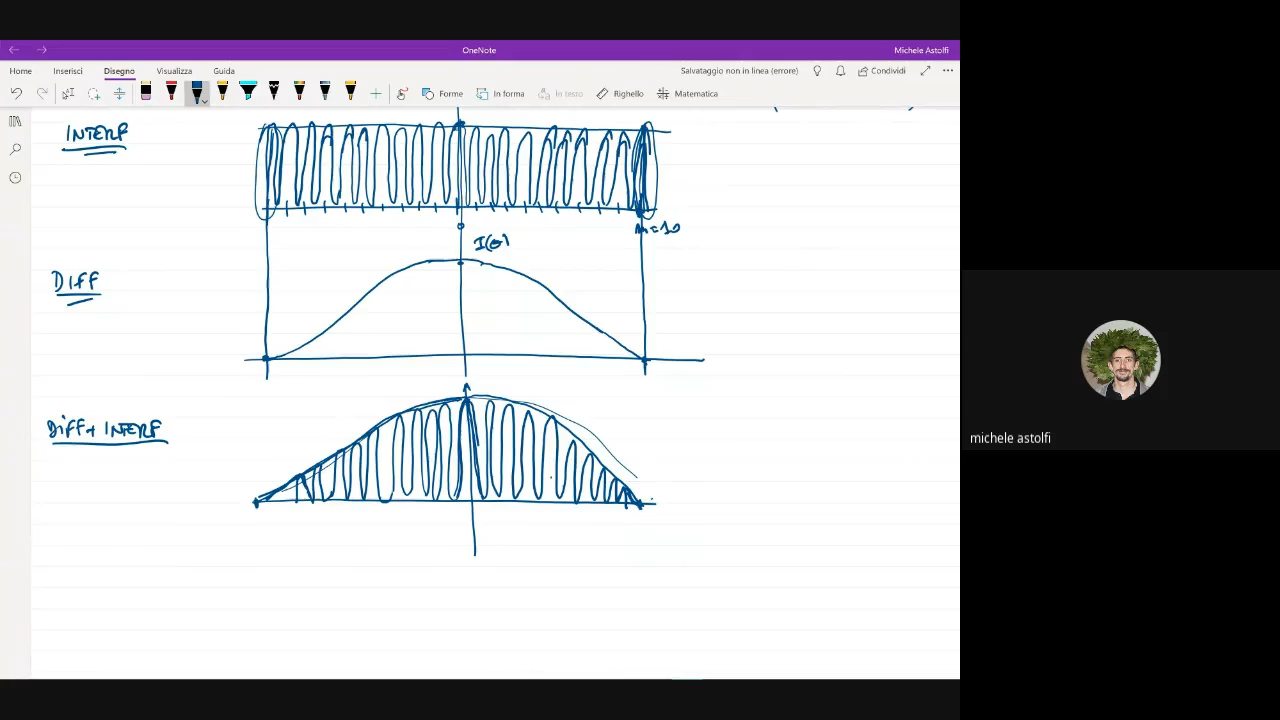 OneNote
Michele Astolfi
Home Inserisci Disegno Visualizza Guida
Salvataggio non in linea (errore)
Condividi
Forme In forma In testo Righello Matematica
INTERF
m=10
I(θ)
DIFF
DIFF + INTERF
michele astolfi